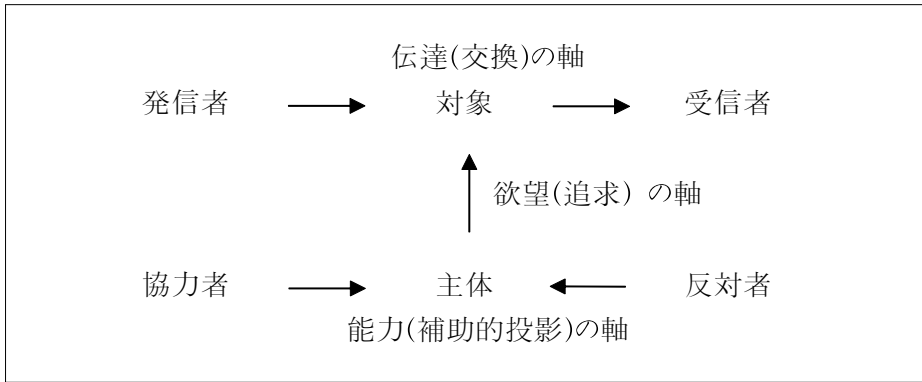 伝達(交換)の軸
発信者 対象 受信者
欲望(追求) の軸
協力者 主体 反対者
能力(補助的投影)の軸